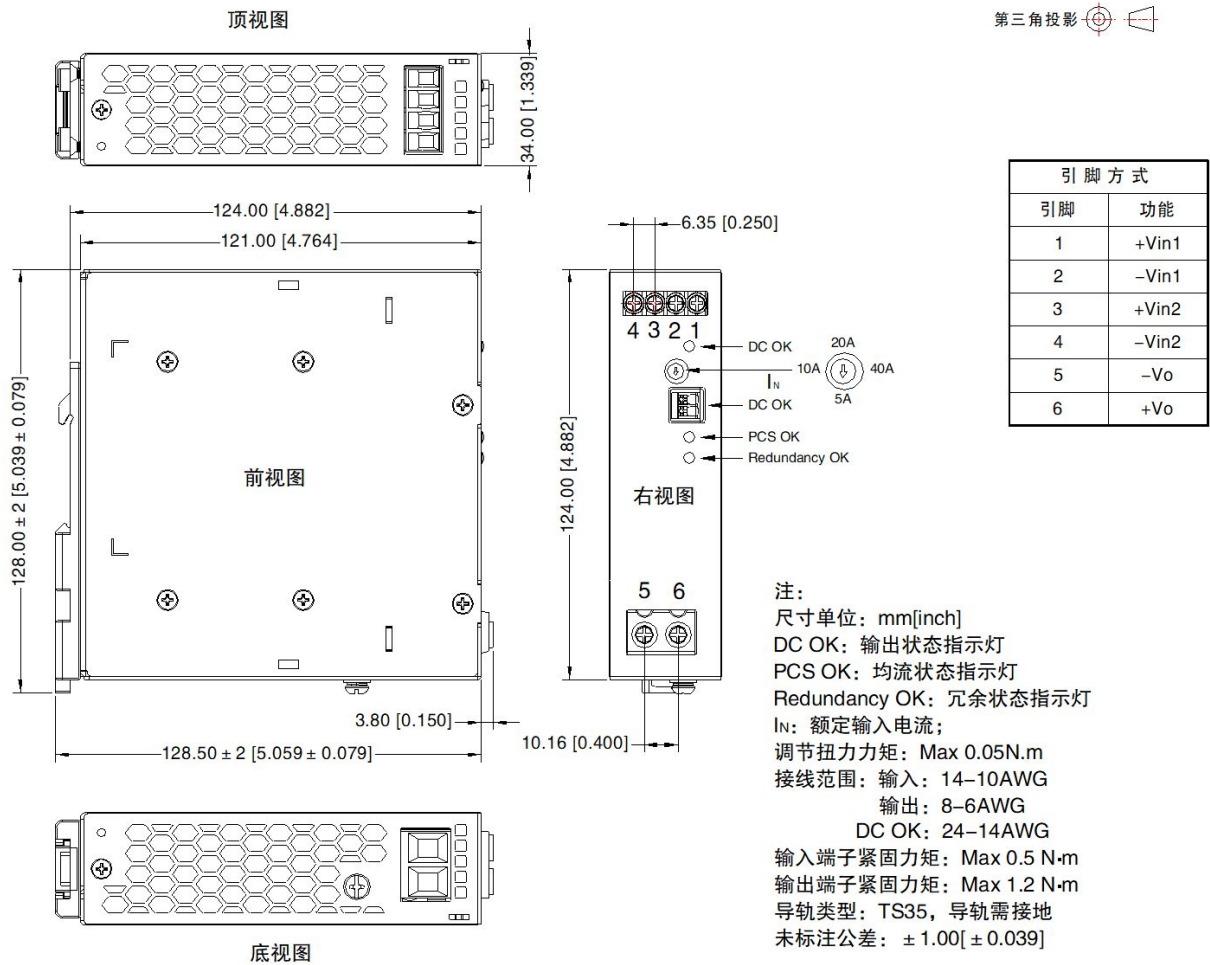 顶视图
第三角投影
34.00 [1.339]
124.00 [4.882]
121.00 [4.764]
128.00 ± 2 [5.039 ± 0.079]
前视图
3.80 [0.150]
128.50 ± 2 [5.059 ± 0.079]
6.35 [0.250]
124.00 [4.882]
4 3 2 1
DC OK
20A
10A
40A
5A
IN
DC OK
PCS OK
Redundancy OK
右视图
5 6
10.16 [0.400]
底视图
引脚方式
引脚 功能
1 +Vin1
2 −Vin1
3 +Vin2
4 −Vin2
5 −Vo
6 +Vo
注：
尺寸单位：mm[inch]
DC OK：输出状态指示灯
PCS OK：均流状态指示灯
Redundancy OK：冗余状态指示灯
IN：额定输入电流；
调节扭力力矩：Max 0.05N.m
接线范围：输入：14−10AWG
输出：8−6AWG
DC OK：24−14AWG
输入端子紧固力矩：Max 0.5 N·m
输出端子紧固力矩：Max 1.2 N·m
导轨类型：TS35，导轨需接地
未标注公差：± 1.00[ ± 0.039]